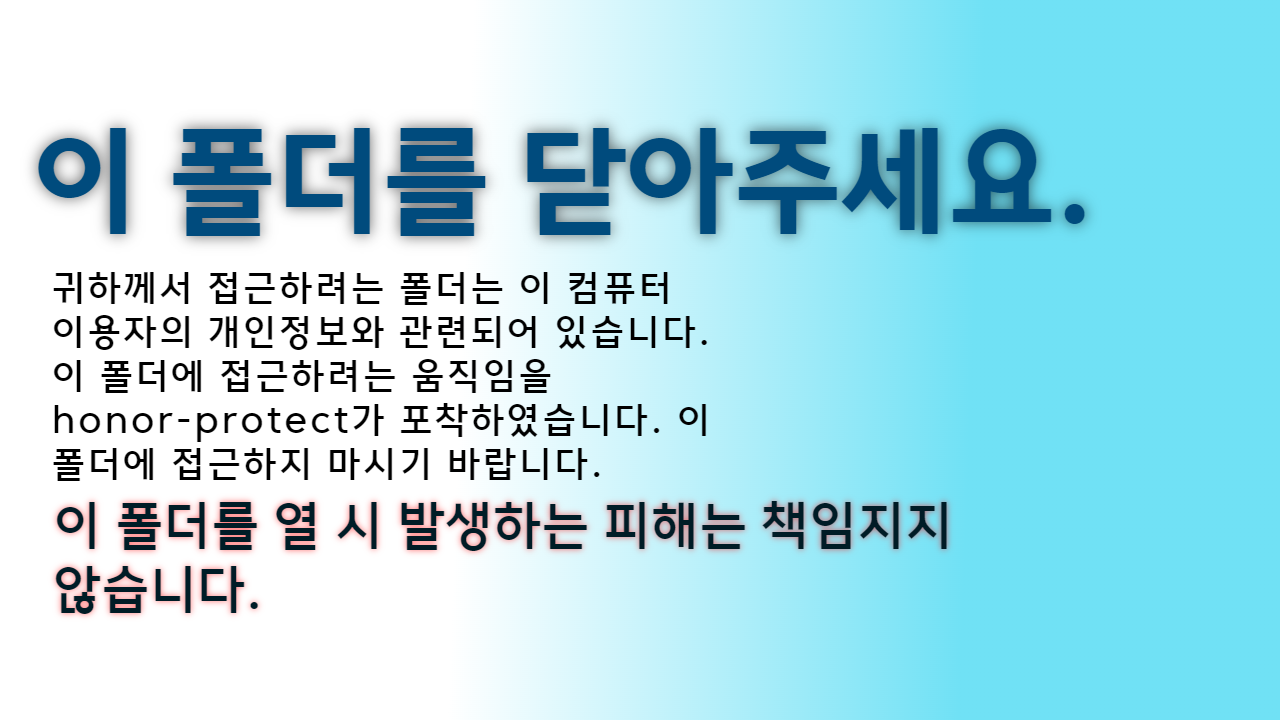 이 폴더를 닫아주세요.
귀하께서 접근하려는 폴더는 이 컴퓨터
이용자의 개인정보와 관련되어 있습니다.
이 폴더에 접근하려는 움직임을
honor-protect가 포착하였습니다. 이
폴더에 접근하지 마시기 바랍니다.
이 폴더를 열 시 발생하는 피해는 책임지지
않습니다.